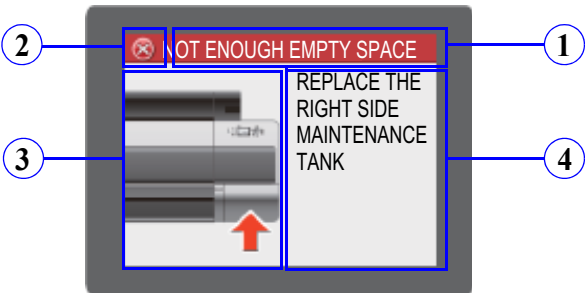 NOT ENOUGH EMPTY SPACE
REPLACE THE
RIGHT SIDE
MAINTENANCE
TANK
1
2
3
4